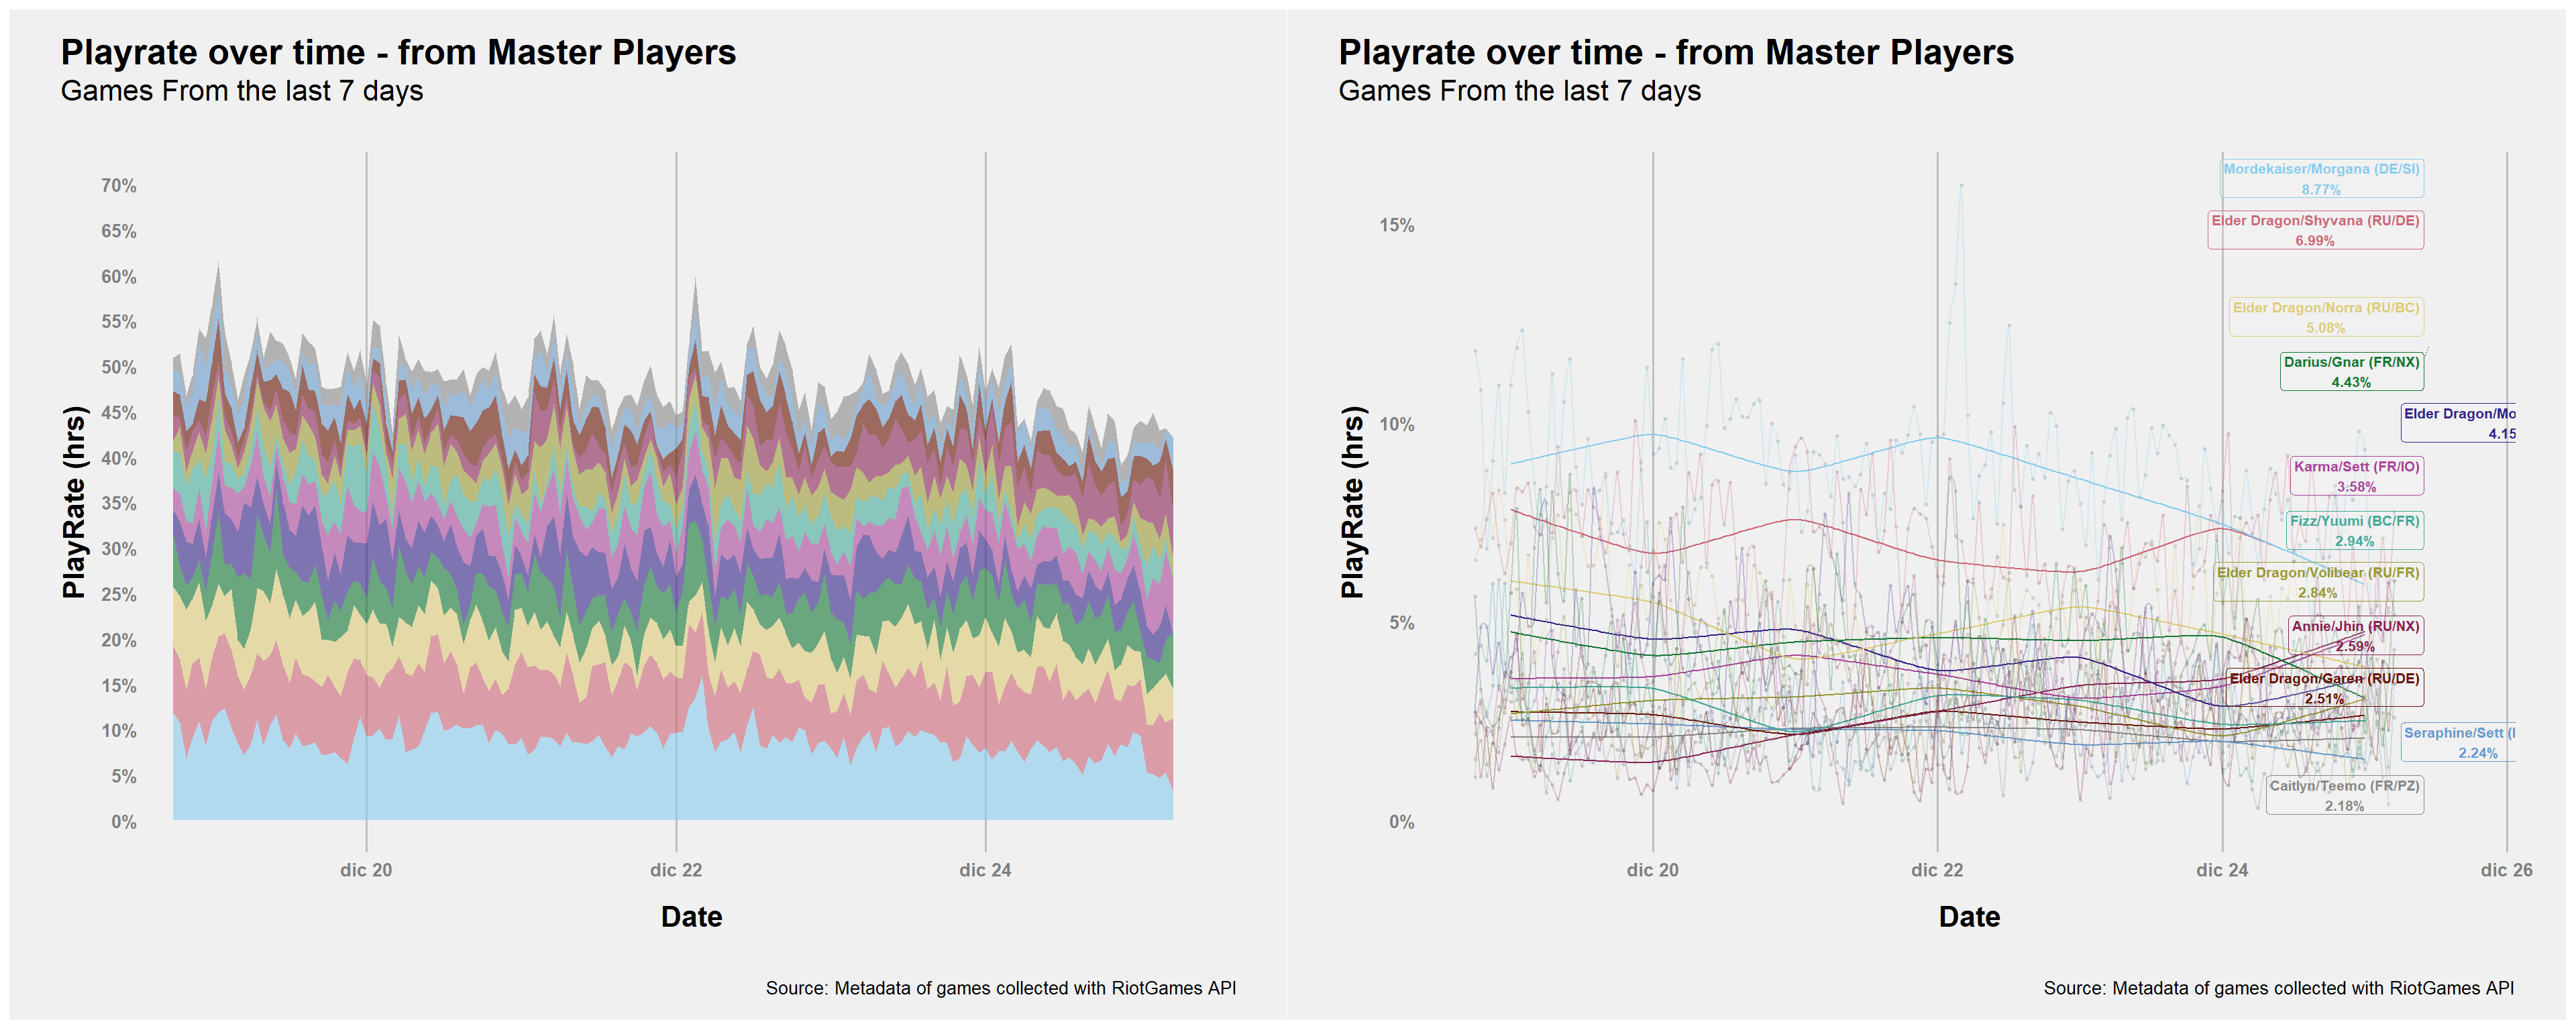 Playrate over time - from Master Players
Games From the last 7 days
PlayRate (hrs)
70%
65%
60%
55%
50%
45%
40%
35%
30%
25%
20%
15%
10%
5%
0%
dic 20
dic 22
dic 24
Date
Source: Metadata of games collected with RiotGames API
Playrate over time - from Master Players
Games From the last 7 days
PlayRate (hrs)
15%
10%
5%
0%
Mordekaiser/Morgana (DE/SI)
8.77%
Elder Dragon/Shyvana (RU/DE)
6.99%
Elder Dragon/Norra (RU/BC)
5.08%
Darius/Gnar (FR/NX)
4.43%
Elder Dragon/Mo
4.15
Karma/Sett (FR/IO)
3.58%
Fizz/Yuumi (BC/FR)
2.94%
Elder Dragon/Volibear (RU/FR)
2.84%
Annie/Jhin (RU/NX)
2.59%
Elder Dragon/Garen (RU/DE)
2.51%
Seraphine/Sett (
2.24%
Caitlyn/Teemo (FR/PZ)
2.18%
dic 20
dic 22
dic 24
dic 26
Date
Source: Metadata of games collected with RiotGames API